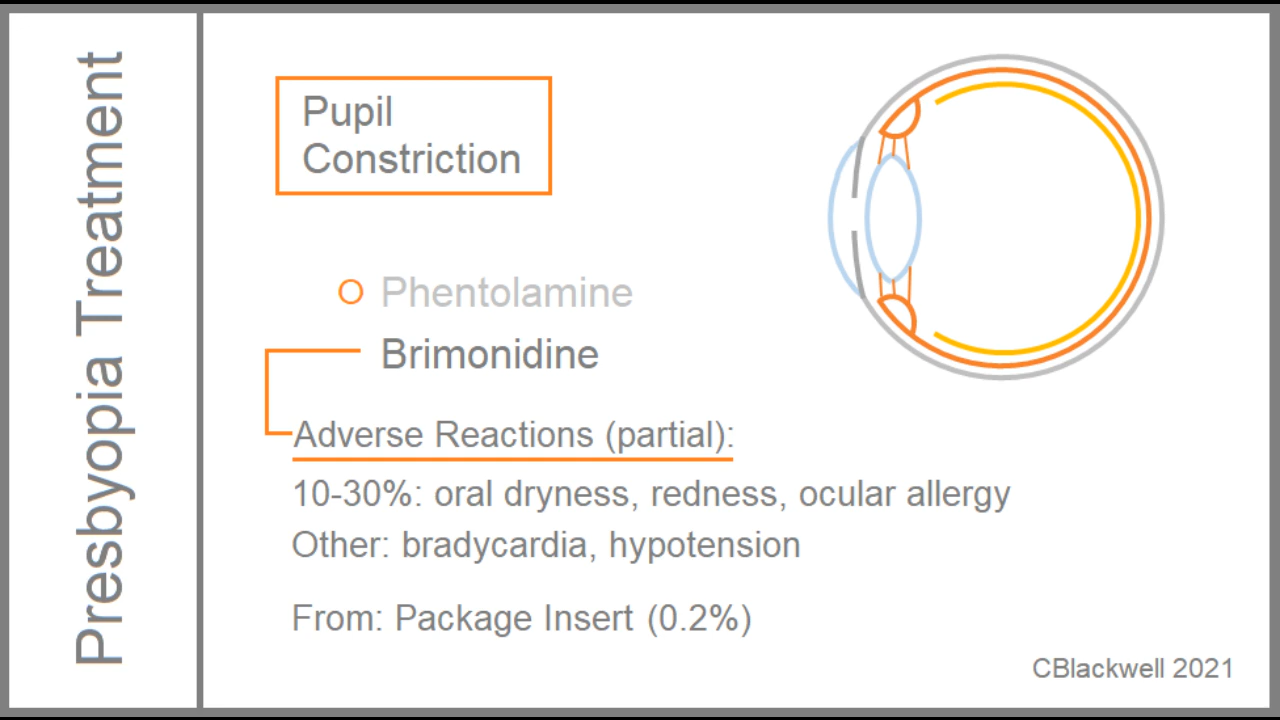 Presbyopia Treatment
Pupil
Constriction
Phentolamine
Brimonidine
Adverse Reactions (partial):
10-30%: oral dryness, redness, ocular allergy
Other: bradycardia, hypotension
From: Package Insert (0.2%)
CBlackwell 2021